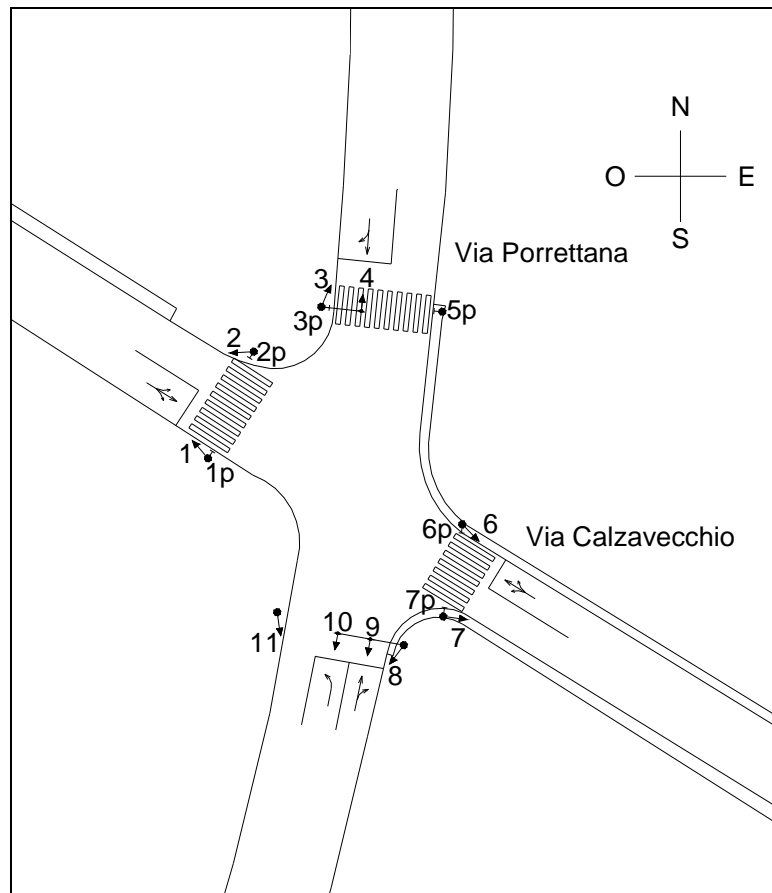 N
O E
S
Via Porrettana
3 4
3p 5p
2 2p
1 1p
6p 6
Via Calzavecchio
7p
7
10 9
11
8